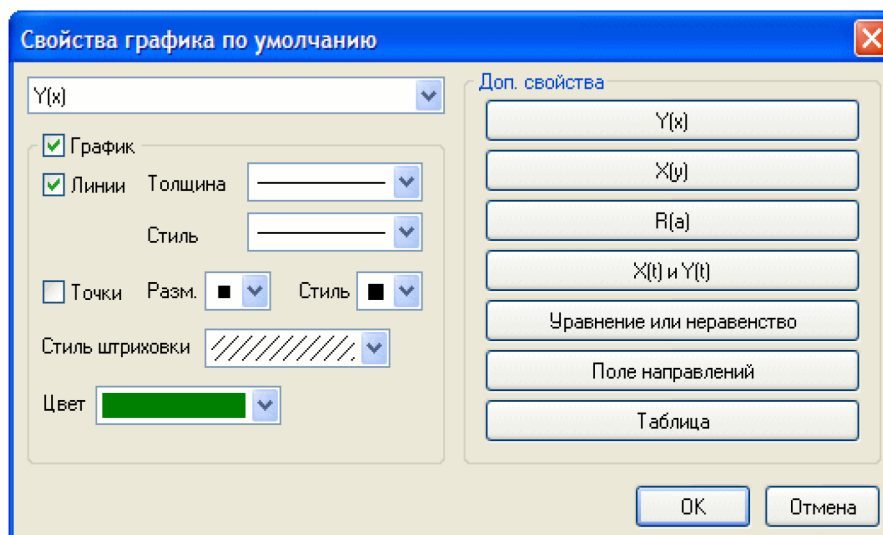 Свойства графика по умолчанию
Y(x)
График
Линии Толщина
Стиль
Точки Разм. Стиль
Стиль штриховки
Цвет
Доп. свойства
Y(x)
X(y)
R(a)
X(t) и Y(t)
Уравнение или неравенство
Поле направлений
Таблица
OK Отмена